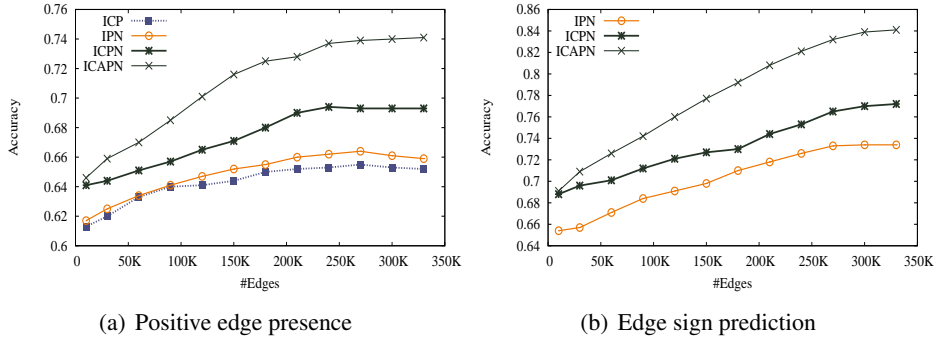 0.76
0.74
0.72
0.7
0.68
0.66
0.64
0.62
0.6
Accuracy
ICP
IPN
ICPN
ICAPN
0 50K 100K 150K 200K 250K 300K 350K
#Edges
(a) Positive edge presence
0.86
0.84
0.82
0.8
0.78
0.76
0.74
0.72
0.7
0.68
0.66
0.64
Accuracy
IPN
ICPN
ICAPN
0 50K 100K 150K 200K 250K 300K 350K
#Edges
(b) Edge sign prediction